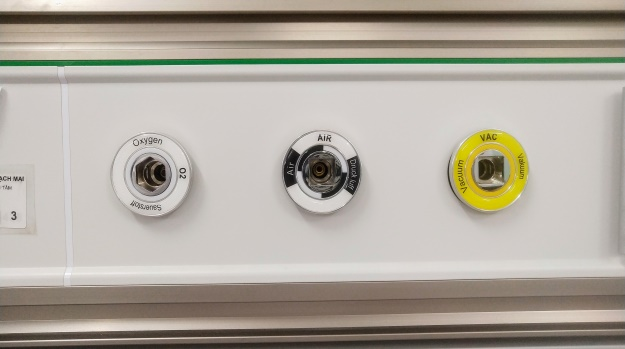 ACH MAI
3
Oxygen
O2
Sauerstoff
AIR
Air
Druckluft
VAC
Vacuum
Vakuum